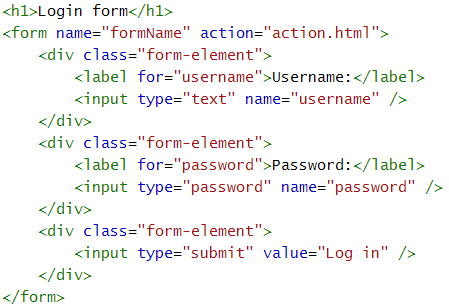 <h1>Login form</h1>
<form name="formName" action="action.html">
    <div class="form-element">
        <label for="username">Username:</label>
        <input type="text" name="username" />
    </div>
    <div class="form-element">
        <label for="password">Password:</label>
        <input type="password" name="password" />
    </div>
    <div class="form-element">
        <input type="submit" value="Log in" />
    </div>
</form>